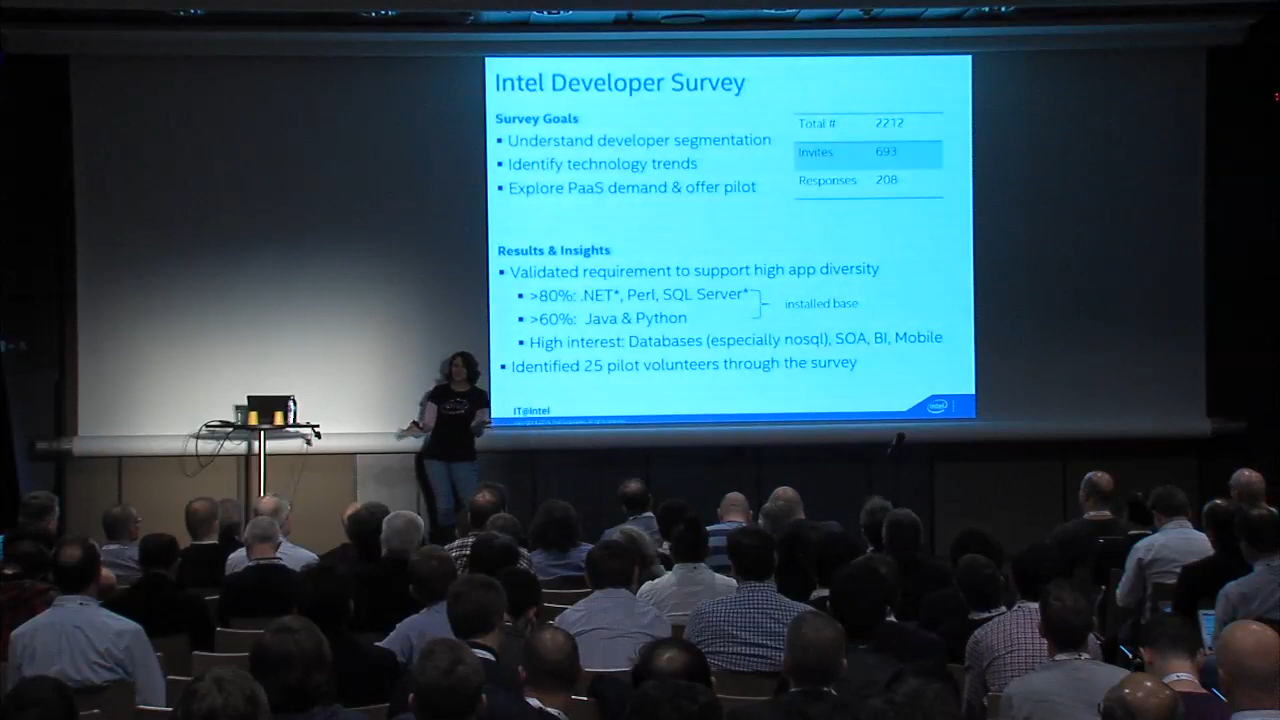 Intel Developer Survey
Survey Goals
▪ Understand developer segmentation
▪ Identify technology trends
▪ Explore PaaS demand & offer pilot
Total # 2212
Invites 693
Responses 208
Results & Insights
▪ Validated requirement to support high app diversity
▪ >80%: .NET*, Perl, SQL Server*
▪ >60%: Java & Python
installed base
▪ High interest: Databases (especially nosql), SOA, BI, Mobile
▪ Identified 25 pilot volunteers through the survey
IT@Intel
intel